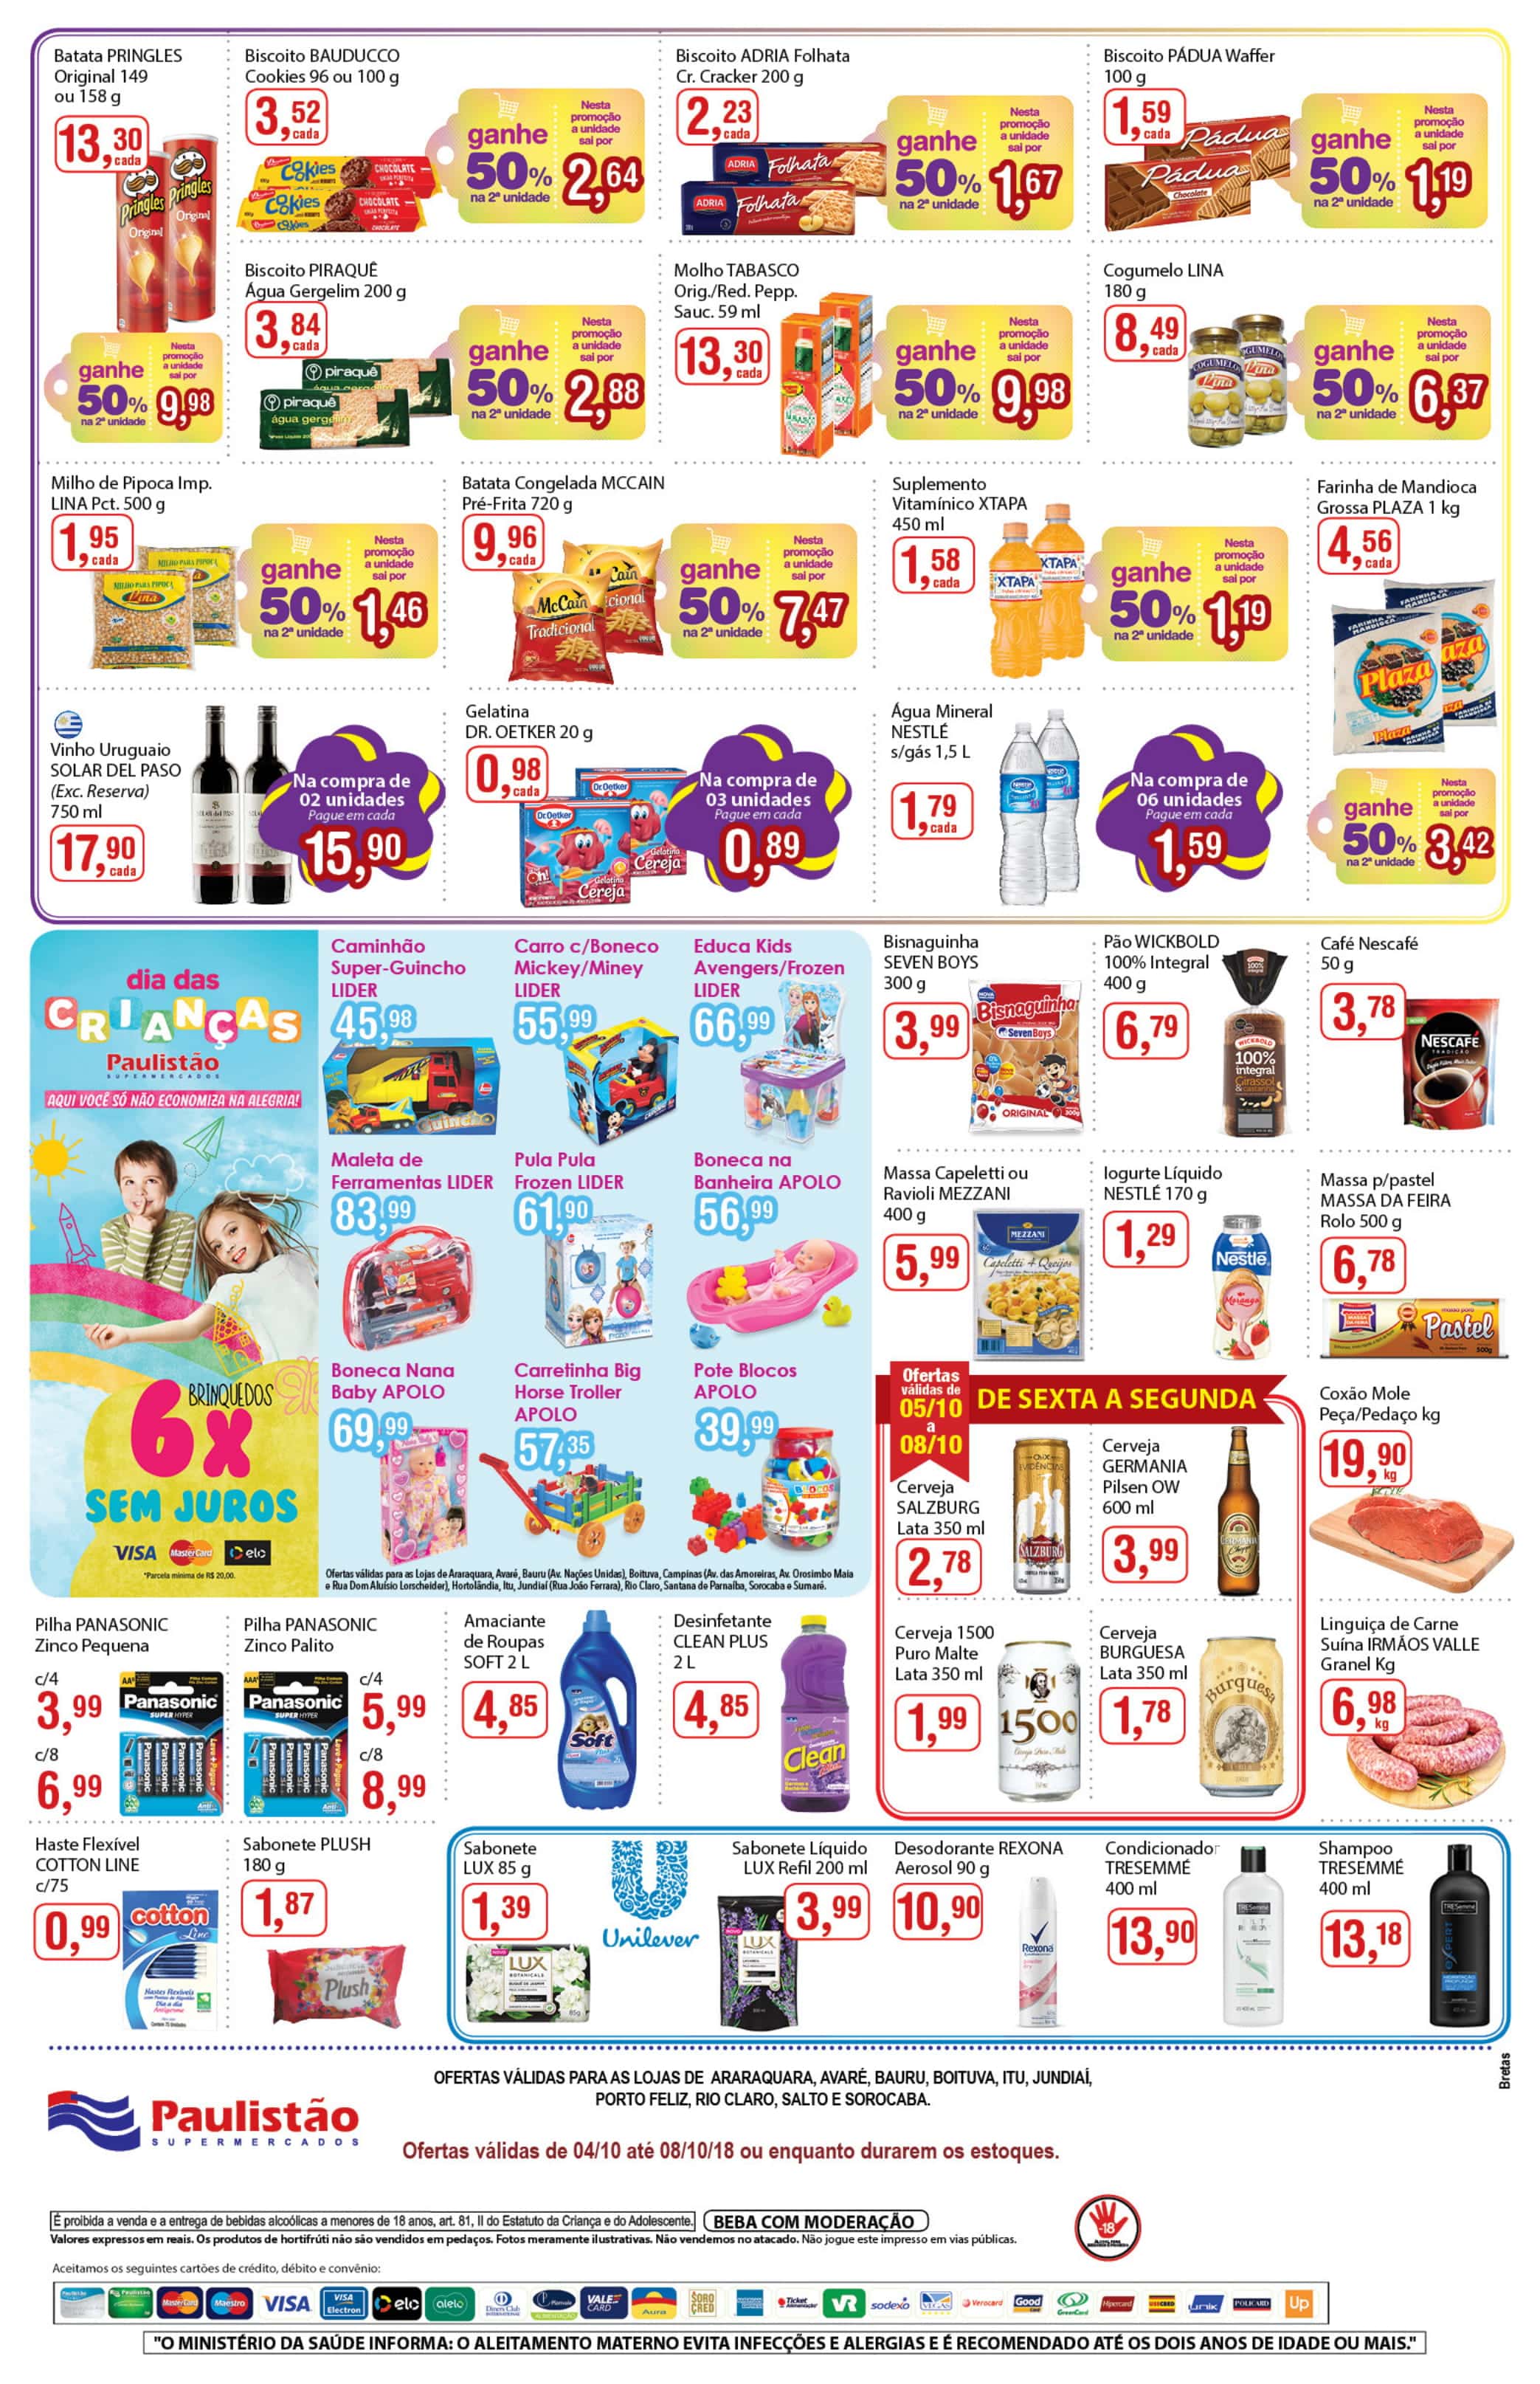 Batata PRINGLES
Original 149
ou 158 g
13,30
cada
ganhe
50%
na 2ª unidade
Nesta
promoção
a unidade
sai por
9,98
Biscoito BAUDUCCO
Cookies 96 ou 100 g
3,52
cada
ganhe
50%
na 2ª unidade
Nesta
promoção
a unidade
sai por
2,64
Biscoito ADRIA Folhata
Cr. Cracker 200 g
2,23
cada
ganhe
50%
na 2ª unidade
Nesta
promoção
a unidade
sai por
1,67
Biscoito PÁDUA Waffer
100 g
1,59
cada
ganhe
50%
na 2ª unidade
Nesta
promoção
a unidade
sai por
1,19
Biscoito PIRAQUÊ
Água Gergelim 200 g
3,84
cada
ganhe
50%
na 2ª unidade
Nesta
promoção
a unidade
sai por
2,88
Molho TABASCO
Orig./Red. Pepp.
Sauc. 59 ml
13,30
cada
ganhe
50%
na 2ª unidade
Nesta
promoção
a unidade
sai por
9,98
Cogumelo LINA
180 g
8,49
cada
ganhe
50%
na 2ª unidade
Nesta
promoção
a unidade
sai por
6,37
Milho de Pipoca Imp.
LINA Pct. 500 g
1,95
cada
ganhe
50%
na 2ª unidade
Nesta
promoção
a unidade
sai por
1,46
Batata Congelada MCCAIN
Pré-Frita 720 g
9,96
cada
ganhe
50%
na 2ª unidade
Nesta
promoção
a unidade
sai por
7,47
Suplemento
Vitamínico XTAPA
450 ml
1,58
cada
ganhe
50%
na 2ª unidade
Nesta
promoção
a unidade
sai por
1,19
Farinha de Mandioca
Grossa PLAZA 1 kg
4,56
cada
ganhe
50%
na 2ª unidade
Nesta
promoção
a unidade
sai por
3,42
Vinho Uruguaio
SOLAR DEL PASO
(Exc. Reserva)
750 ml
17,90
cada
Na compra de
02 unidades
Pague em cada
15,90
Gelatina
DR. OETKER 20 g
0,98
cada
Na compra de
03 unidades
Pague em cada
0,89
Água Mineral
NESTLÉ
s/gás 1,5 L
1,79
cada
Na compra de
06 unidades
Pague em cada
1,59
dia das
CRIANÇAS
Paulistão
SUPERMERCADOS
AQUI VOCÊ SÓ NÃO ECONOMIZA NA ALEGRIA!
BRINQUEDOS
6X
SEM JUROS
VISA MasterCard elo
*Parcela mínima de R$ 20,00.
Caminhão
Super-Guincho
LIDER
45,98
Carro c/Boneco
Mickey/Miney
LIDER
55,99
Educa Kids
Avengers/Frozen
LIDER
66,99
Maleta de
Ferramentas LIDER
83,99
Pula Pula
Frozen LIDER
61,90
Boneca na
Banheira APOLO
56,99
Boneca Nana
Baby APOLO
69,99
Carretinha Big
Horse Troller
APOLO
57,35
Pote Blocos
APOLO
39,99
Ofertas válidas para as Lojas de Araraquara, Avaré, Bauru (Av. Nações Unidas), Boituva, Campinas (Av. das Amoreiras, Av. Orosimbo Maia
e Rua Dom Aluísio Lorscheider), Hortolândia, Itu, Jundiaí (Rua João Ferrara), Rio Claro, Santana de Parnaíba, Sorocaba e Sumaré.
Bisnaguinha
SEVEN BOYS
300 g
3,99
Pão WICKBOLD
100% Integral
400 g
6,79
Café Nescafé
50 g
3,78
Massa Capeletti ou
Ravioli MEZZANI
400 g
5,99
Iogurte Líquido
NESTLÉ 170 g
1,29
Massa p/pastel
MASSA DA FEIRA
Rolo 500 g
6,78
Ofertas
válidas de
05/10
a
08/10
DE SEXTA A SEGUNDA
Cerveja
SALZBURG
Lata 350 ml
2,78
Cerveja
GERMANIA
Pilsen OW
600 ml
3,99
Cerveja 1500
Puro Malte
Lata 350 ml
1,99
Cerveja
BURGUESA
Lata 350 ml
1,78
Coxão Mole
Peça/Pedaço kg
19,90
kg
Linguiça de Carne
Suína IRMÃOS VALLE
Granel Kg
6,98
kg
Pilha PANASONIC
Zinco Pequena
c/4
3,99
c/8
6,99
Pilha PANASONIC
Zinco Palito
c/4
5,99
c/8
8,99
Amaciante
de Roupas
SOFT 2 L
4,85
Desinfetante
CLEAN PLUS
2 L
4,85
Haste Flexível
COTTON LINE
c/75
0,99
Sabonete PLUSH
180 g
1,87
Sabonete
LUX 85 g
1,39
Unilever
Sabonete Líquido
LUX Refil 200 ml
3,99
Desodorante REXONA
Aerosol 90 g
10,90
Condicionador
TRESEMMÉ
400 ml
13,90
Shampoo
TRESEMMÉ
400 ml
13,18
Bretas
OFERTAS VÁLIDAS PARA AS LOJAS DE ARARAQUARA, AVARÉ, BAURU, BOITUVA, ITU, JUNDIAÍ,
PORTO FELIZ, RIO CLARO, SALTO E SOROCABA.
Paulistão
SUPERMERCADOS
Ofertas válidas de 04/10 até 08/10/18 ou enquanto durarem os estoques.
É proibida a venda e a entrega de bebidas alcoólicas a menores de 18 anos, art. 81, II do Estatuto da Criança e do Adolescente.
BEBA COM MODERAÇÃO
-18
Valores expressos em reais. Os produtos de hortifrúti não são vendidos em pedaços. Fotos meramente ilustrativas. Não vendemos no atacado. Não jogue este impresso em vias públicas.
Aceitamos os seguintes cartões de crédito, débito e convênio:
MasterCard Maestro VISA VISA Electron elo alelo Diners Club VALE CARD Aura SORO CRED Ticket VR sodexo VEGAS Verocard Good GreenCard Hipercard POLICARD Up
"O MINISTÉRIO DA SAÚDE INFORMA: O ALEITAMENTO MATERNO EVITA INFECÇÕES E ALERGIAS E É RECOMENDADO ATÉ OS DOIS ANOS DE IDADE OU MAIS."